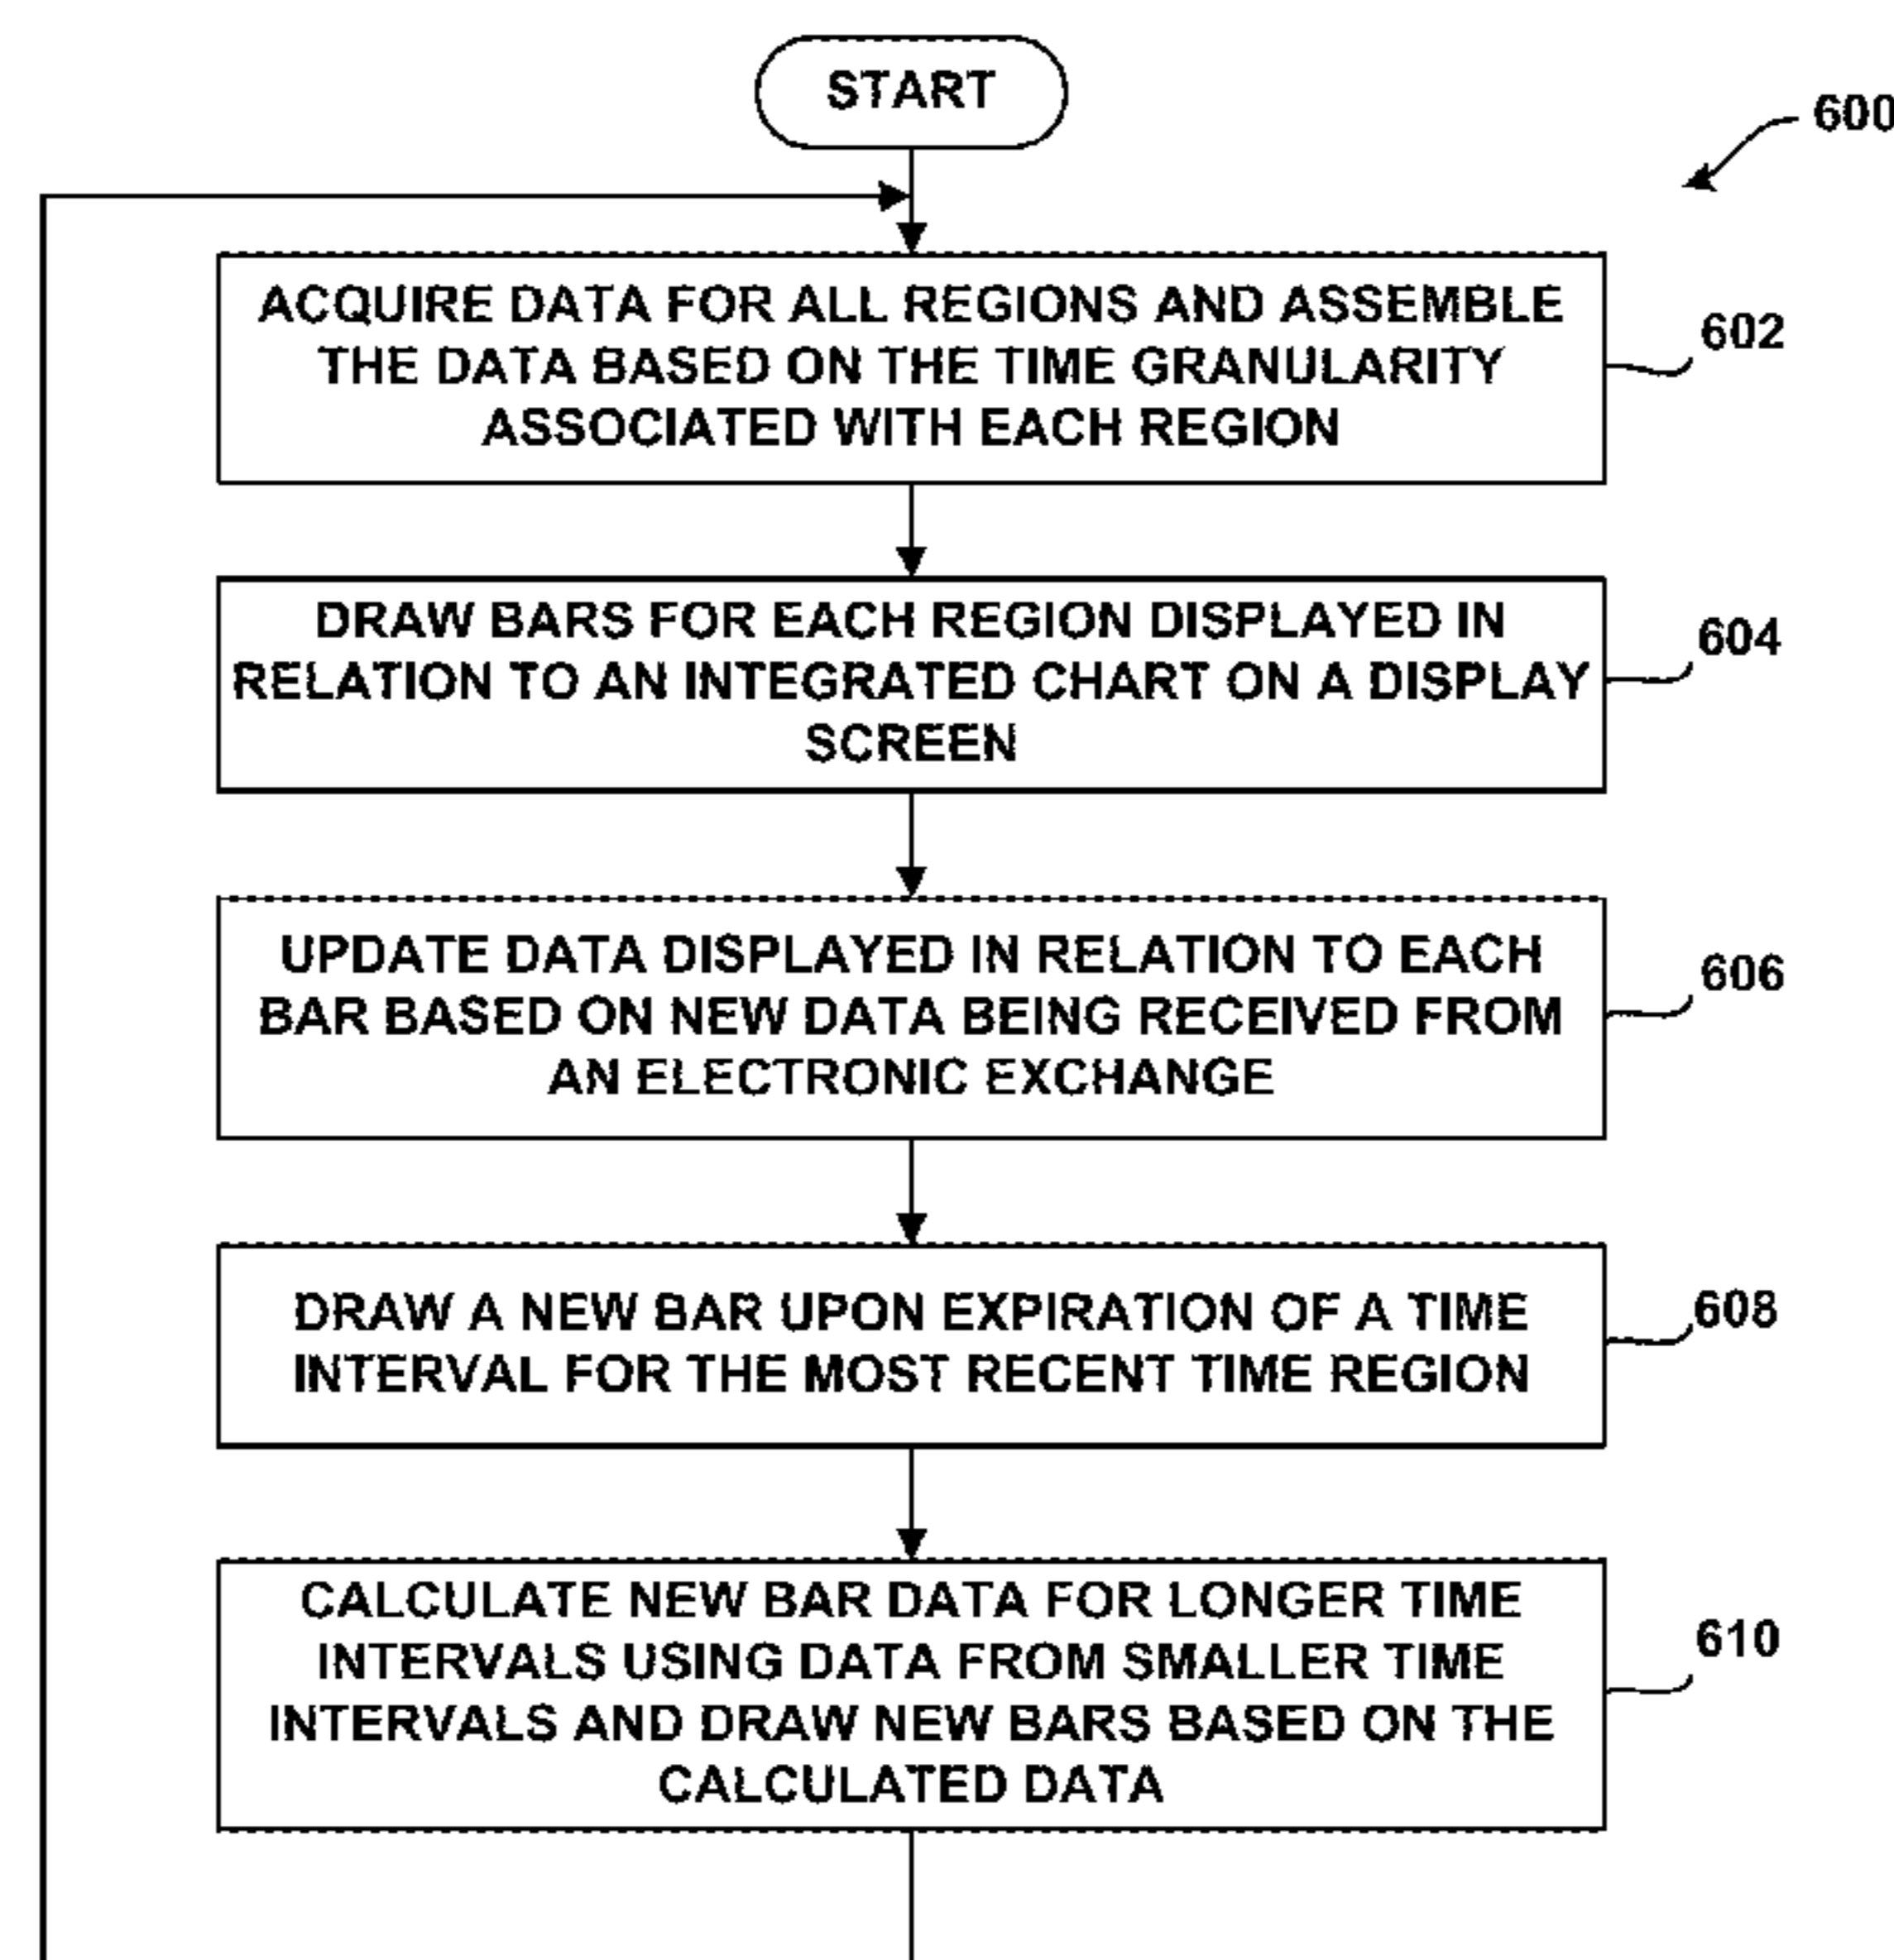 START
600
ACQUIRE DATA FOR ALL REGIONS AND ASSEMBLE
THE DATA BASED ON THE TIME GRANULARITY
ASSOCIATED WITH EACH REGION
602
DRAW BARS FOR EACH REGION DISPLAYED IN
RELATION TO AN INTEGRATED CHART ON A DISPLAY
SCREEN
604
UPDATE DATA DISPLAYED IN RELATION TO EACH
BAR BASED ON NEW DATA BEING RECEIVED FROM
AN ELECTRONIC EXCHANGE
606
DRAW A NEW BAR UPON EXPIRATION OF A TIME
INTERVAL FOR THE MOST RECENT TIME REGION
608
CALCULATE NEW BAR DATA FOR LONGER TIME
INTERVALS USING DATA FROM SMALLER TIME
INTERVALS AND DRAW NEW BARS BASED ON THE
CALCULATED DATA
610